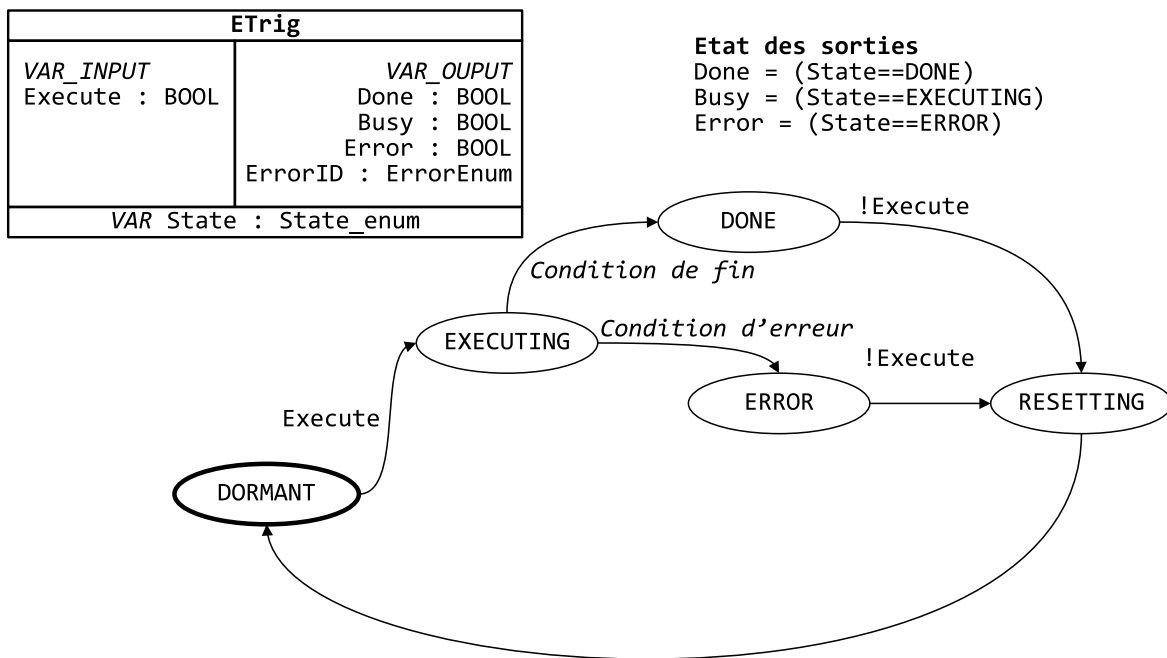 ETrig
VAR_INPUT
Execute : BOOL
VAR_OUPUT
Done : BOOL
Busy : BOOL
Error : BOOL
ErrorID : ErrorEnum
VAR State : State_enum
Etat des sorties
Done = (State==DONE)
Busy = (State==EXECUTING)
Error = (State==ERROR)
DONE
!Execute
Condition de fin
EXECUTING
Condition d’erreur
!Execute
ERROR
RESETTING
Execute
DORMANT